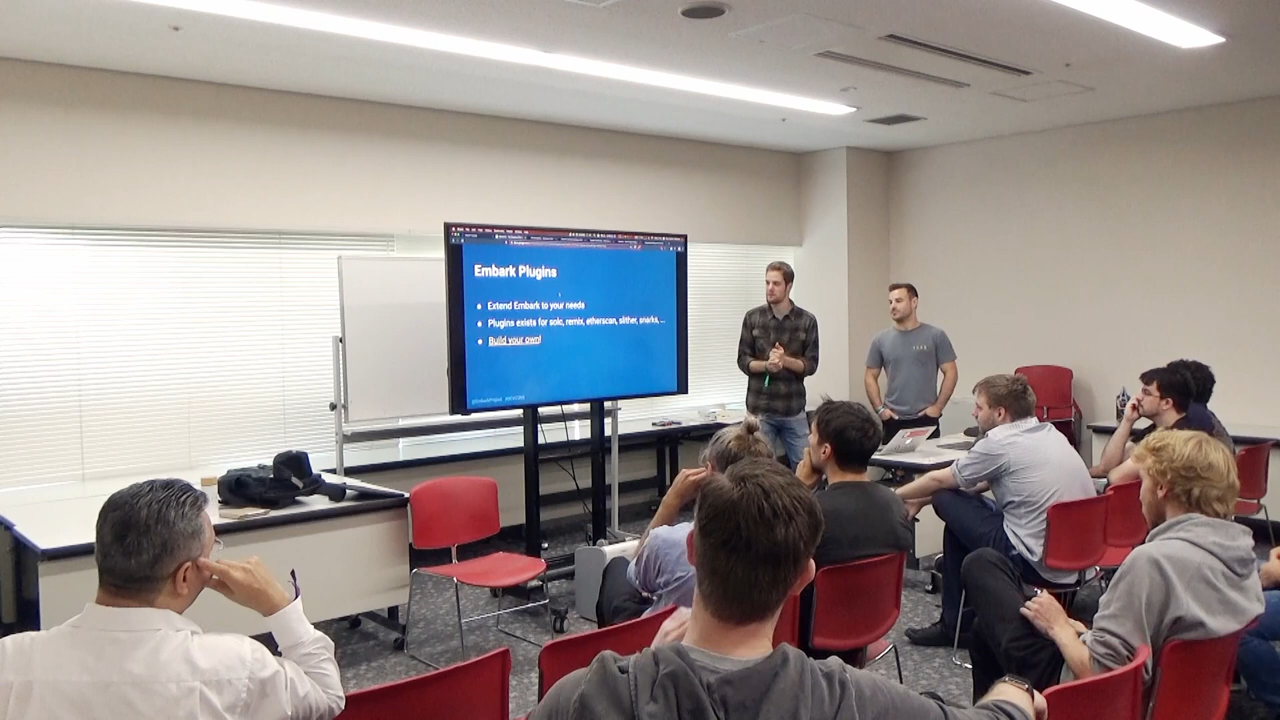 Embark Plugins
● Extend Embark to your needs
● Plugins exists for solc, remix, etherscan, slither, snarks, ...
● Build your own!